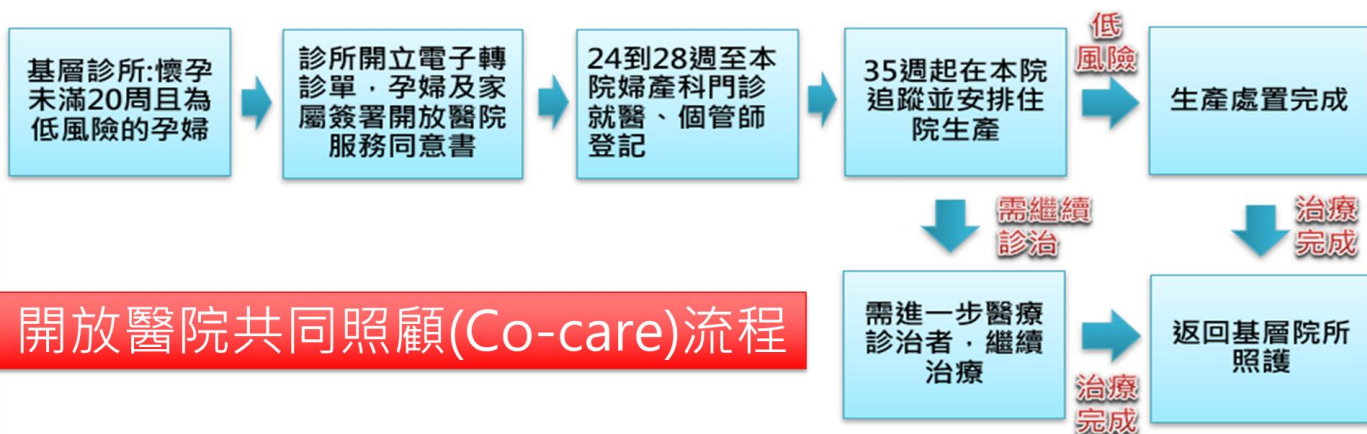 基層診所:懷孕
未滿20周且為
低風險的孕婦
診所開立電子轉
診單，孕婦及家
屬簽署開放醫院
服務同意書
24到28週至本
院婦產科門診
就醫、個管師
登記
35週起在本院
追蹤並安排住
院生產
低
風險
生產處置完成
需繼續
診治
治療
完成
開放醫院共同照顧(Co-care)流程
需進一步醫療
診治者，繼續
治療
治療
完成
返回基層院所
照護